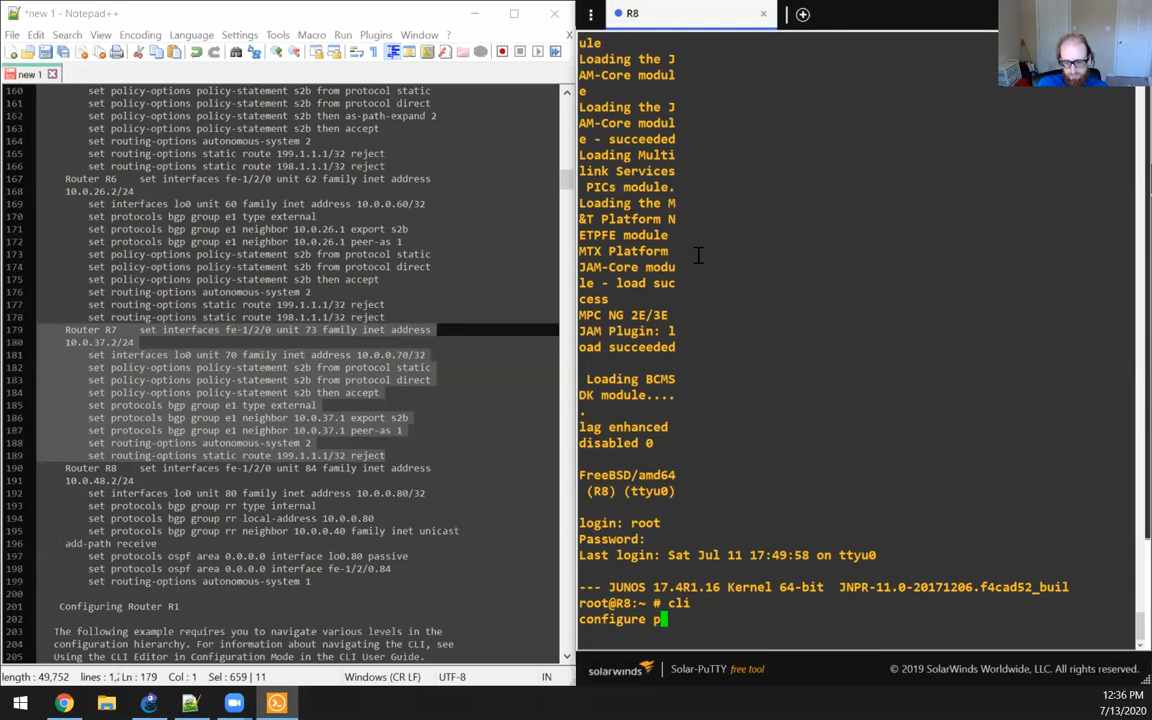 *new 1 - Notepad++
File Edit Search View Encoding Language Settings Tools Macro Run Plugins Window ?
new 1
160 set policy-options policy-statement s2b from protocol static
161 set policy-options policy-statement s2b from protocol direct
162 set policy-options policy-statement s2b then as-path-expand 2
163 set policy-options policy-statement s2b then accept
164 set routing-options autonomous-system 2
165 set routing-options static route 199.1.1.1/32 reject
166 set routing-options static route 198.1.1.1/32 reject
167 Router R6 set interfaces fe-1/2/0 unit 62 family inet address
168 10.0.26.2/24
169 set interfaces lo0 unit 60 family inet address 10.0.0.60/32
170 set protocols bgp group e1 type external
171 set protocols bgp group e1 neighbor 10.0.26.1 export s2b
172 set protocols bgp group e1 neighbor 10.0.26.1 peer-as 1
173 set policy-options policy-statement s2b from protocol static
174 set policy-options policy-statement s2b from protocol direct
175 set policy-options policy-statement s2b then accept
176 set routing-options autonomous-system 2
177 set routing-options static route 199.1.1.1/32 reject
178 set routing-options static route 198.1.1.1/32 reject
179 Router R7 set interfaces fe-1/2/0 unit 73 family inet address
180 10.0.37.2/24
181 set interfaces lo0 unit 70 family inet address 10.0.0.70/32
182 set policy-options policy-statement s2b from protocol static
183 set policy-options policy-statement s2b from protocol direct
184 set policy-options policy-statement s2b then accept
185 set protocols bgp group e1 type external
186 set protocols bgp group e1 neighbor 10.0.37.1 export s2b
187 set protocols bgp group e1 neighbor 10.0.37.1 peer-as 1
188 set routing-options autonomous-system 2
189 set routing-options static route 199.1.1.1/32 reject
190 Router R8 set interfaces fe-1/2/0 unit 84 family inet address
191 10.0.48.2/24
192 set interfaces lo0 unit 80 family inet address 10.0.0.80/32
193 set protocols bgp group rr type internal
194 set protocols bgp group rr local-address 10.0.0.80
195 set protocols bgp group rr neighbor 10.0.0.40 family inet unicast
196 add-path receive
197 set protocols ospf area 0.0.0.0 interface lo0.80 passive
198 set protocols ospf area 0.0.0.0 interface fe-1/2/0.84
199 set routing-options autonomous-system 1
200
201 Configuring Router R1
202
203 The following example requires you to navigate various levels in the
204 configuration hierarchy. For information about navigating the CLI, see
205 Using the CLI Editor in Configuration Mode in the CLI User Guide.
Ln : 179 Col : 1 Sel : 659 | 11
Windows (CR LF) UTF-8 IN
length : 49,752
R8
ule
Loading the J
AM-Core modul
e
Loading the J
AM-Core modul
e - succeeded
Loading Multi
link Services
PICs module.
Loading the M
&T Platform N
ETPFE module
MTX Platform
JAM-Core modu
le - load suc
cess
MPC NG 2E/3E
JAM Plugin: l
oad succeeded
Loading BCMS
DK module....
.
lag enhanced
disabled 0
FreeBSD/amd64
(R8) (ttyu0)
login: root
Password:
Last login: Sat Jul 11 17:49:58 on ttyu0
--- JUNOS 17.4R1.16 Kernel 64-bit JNPR-11.0-20171206.f4cad52_buil
root@R8:~ # cli
configure p
solarwinds Solar-PuTTY free tool
© 2019 SolarWinds Worldwide, LLC. All rights reserved.
12:36 PM
7/13/2020